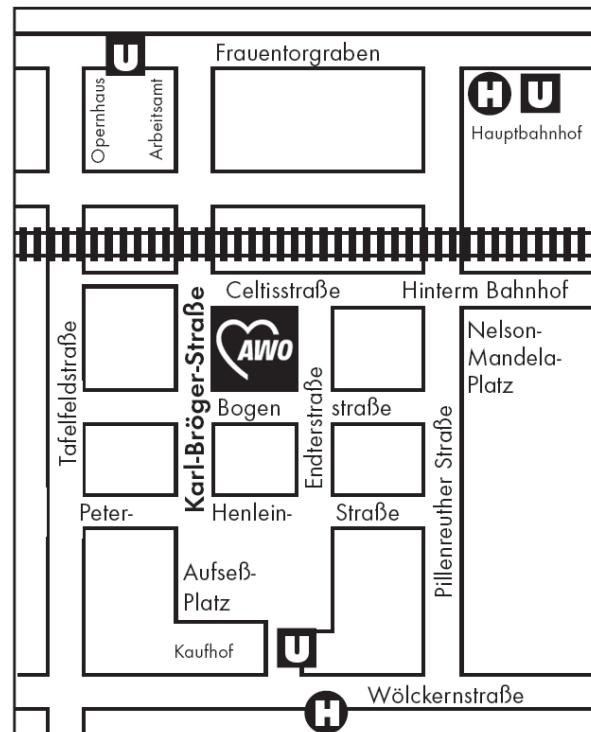 Frauentorgraben
U
Opernhaus
Arbeitsamt
H U
Hauptbahnhof
Celtisstraße
Hinterm Bahnhof
Tafelfeldstraße
Karl-Bröger-Straße
AWO
Endterstraße
Nelson-
Mandela-
Platz
Bogen straße
Pillenreuther Straße
Peter- Henlein- Straße
Aufseß-
Platz
Kaufhof
U
Wölckernstraße
H